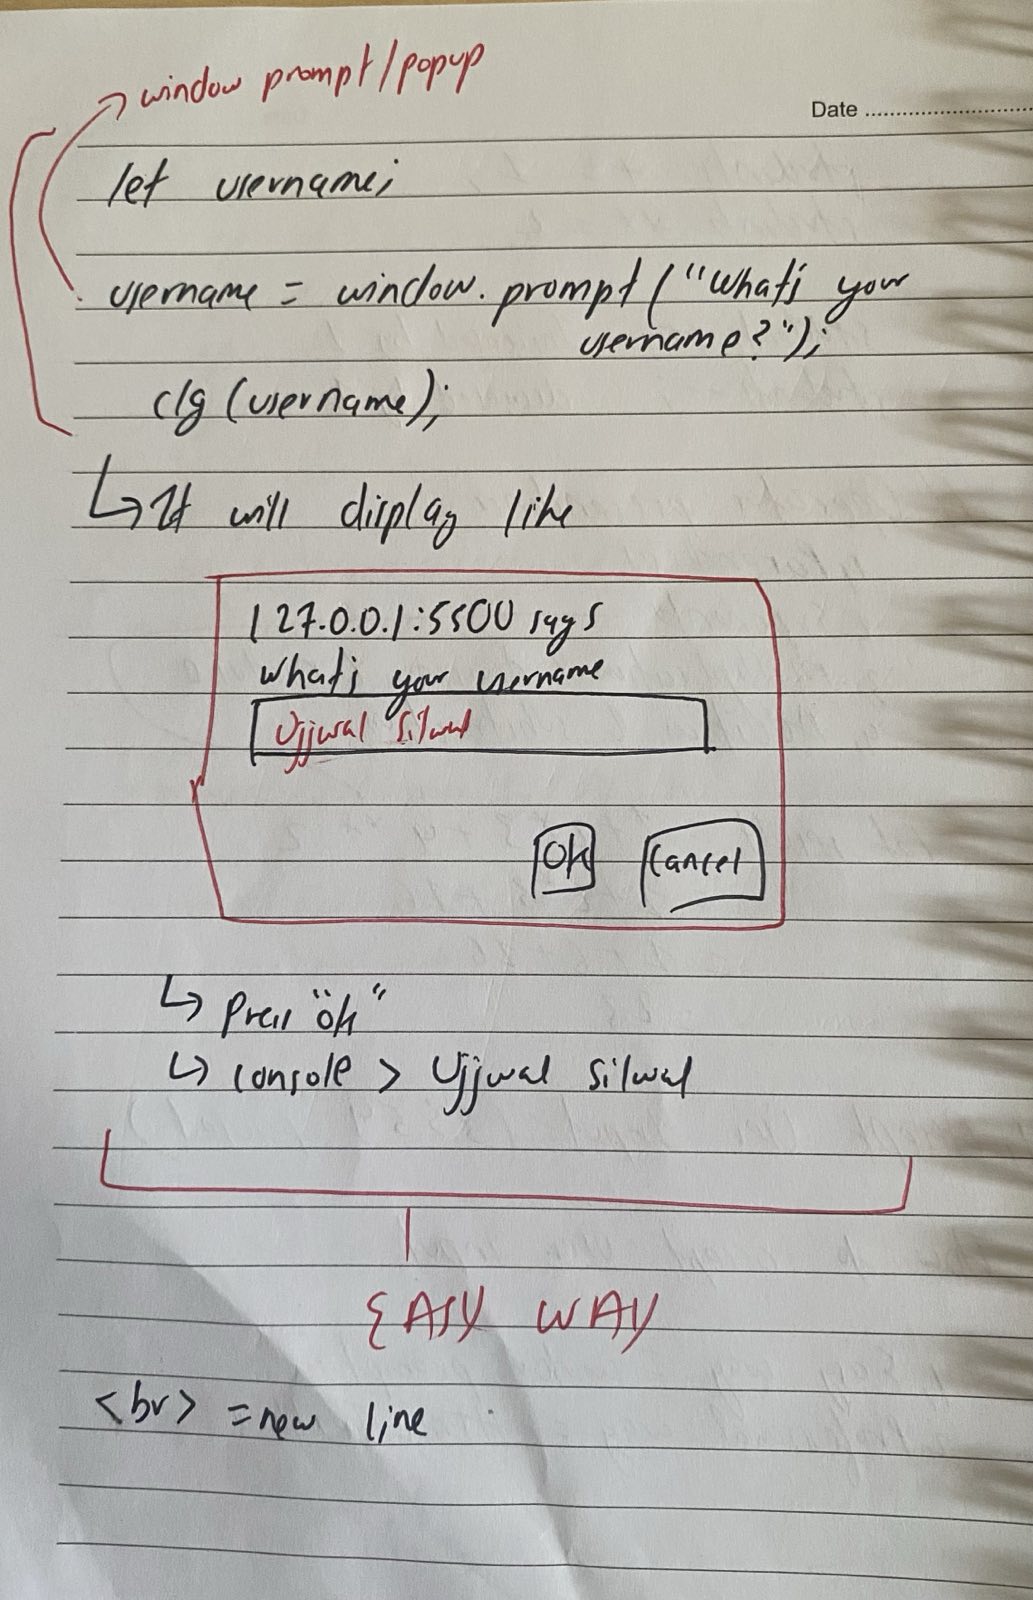 window prompt/popup
Date
let username;
username = window.prompt("What's your
username?");
clg (username);
It will display like
127.0.0.1:5500 says
What's your username
Ujjwal Silwal
OK
Cancel
Press "Ok"
console > Ujjwal Silwal
EASY WAY
<br> = new line